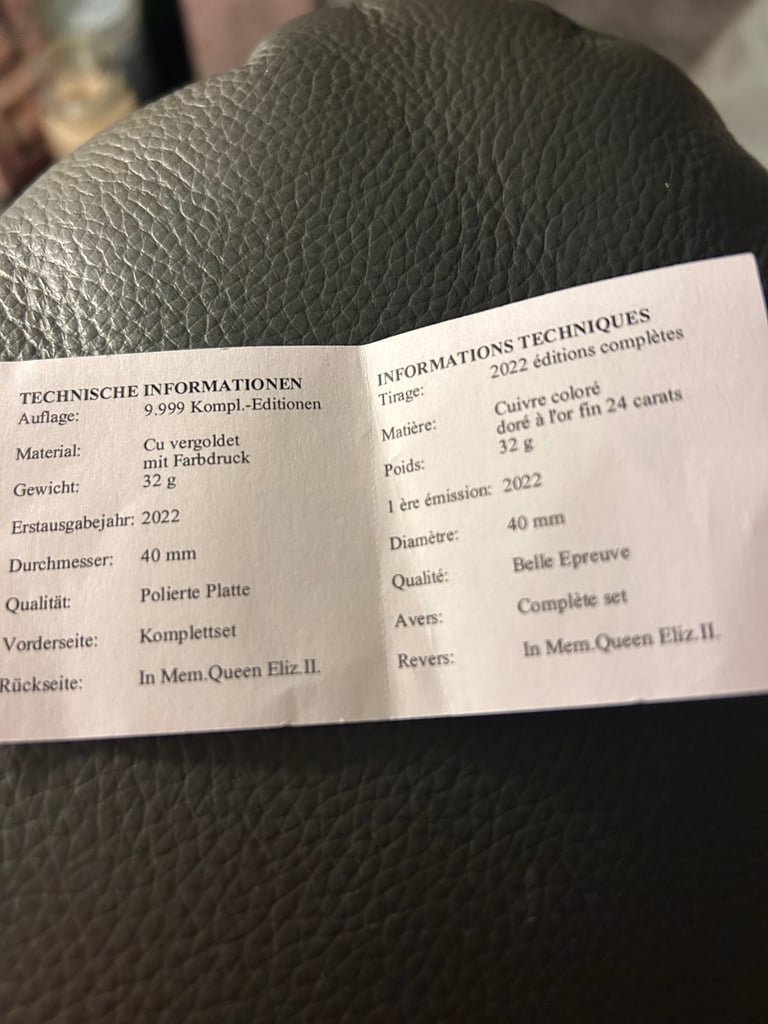 TECHNISCHE INFORMATIONEN
Auflage: 9.999 Kompl.-Editionen
Material: Cu vergoldet
mit Farbdruck
Gewicht: 32 g
Erstausgabejahr: 2022
Durchmesser: 40 mm
Qualität: Polierte Platte
Vorderseite: Komplettset
Rückseite: In Mem.Queen Eliz.II.
INFORMATIONS TECHNIQUES
Tirage: 2022 éditions complètes
Matière: Cuivre coloré
doré à l'or fin 24 carats
Poids: 32 g
1 ère émission: 2022
Diamètre: 40 mm
Qualité: Belle Epreuve
Avers: Complète set
Revers: In Mem.Queen Eliz.II.